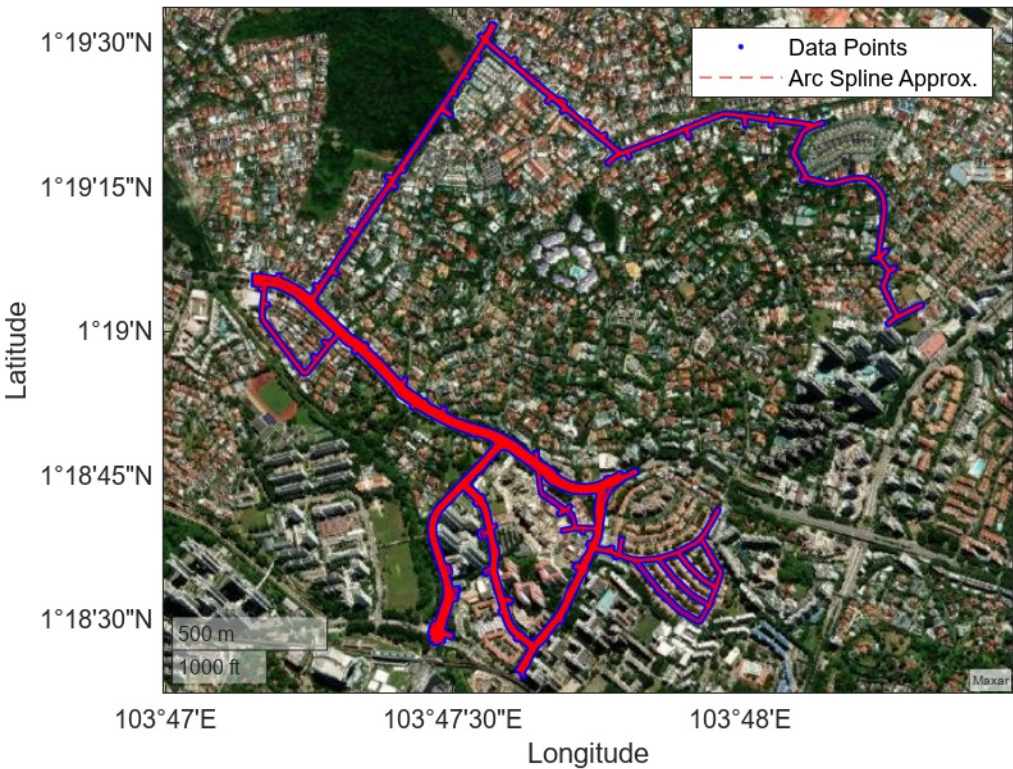 1°19'30"N
Data Points
Arc Spline Approx.
1°19'15"N
1°19'N
Latitude
1°18'45"N
1°18'30"N
500 m
1000 ft
Maxar
103°47'E
103°47'30"E
103°48'E
Longitude